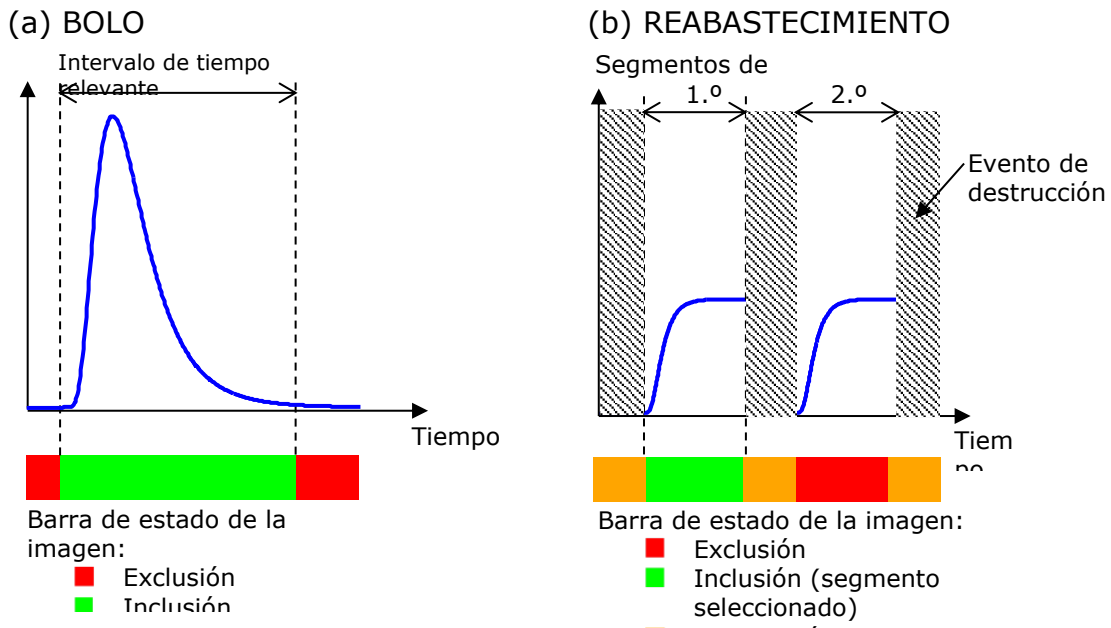 (a) BOLO
Intervalo de tiempo
relevante
Tiempo
Barra de estado de la
imagen:
Exclusión
Inclusión
(b) REABASTECIMIENTO
Segmentos de
1.º
2.º
Evento de
destrucción
Tiem
po
Barra de estado de la imagen:
Exclusión
Inclusión (segmento
seleccionado)